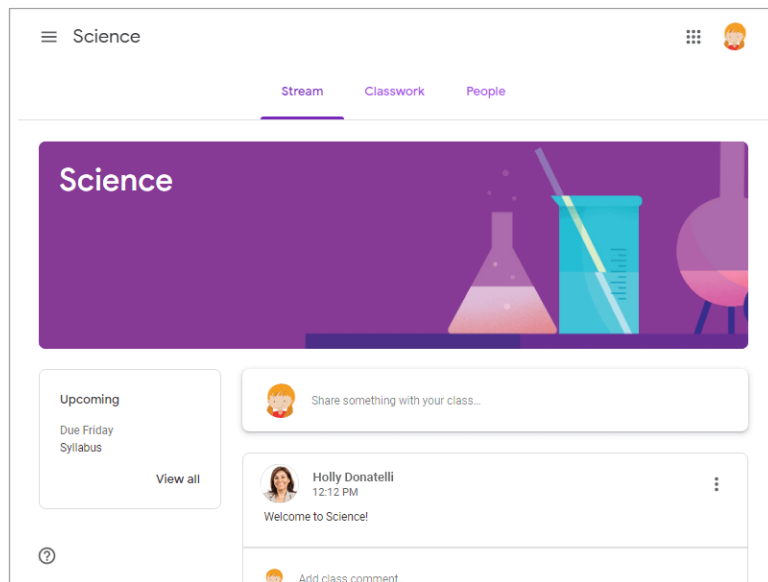 Science
Stream
Classwork
People
Science
Upcoming
Due Friday
Syllabus
View all
Share something with your class...
Holly Donatelli
12:12 PM
Welcome to Science!
Add class comment